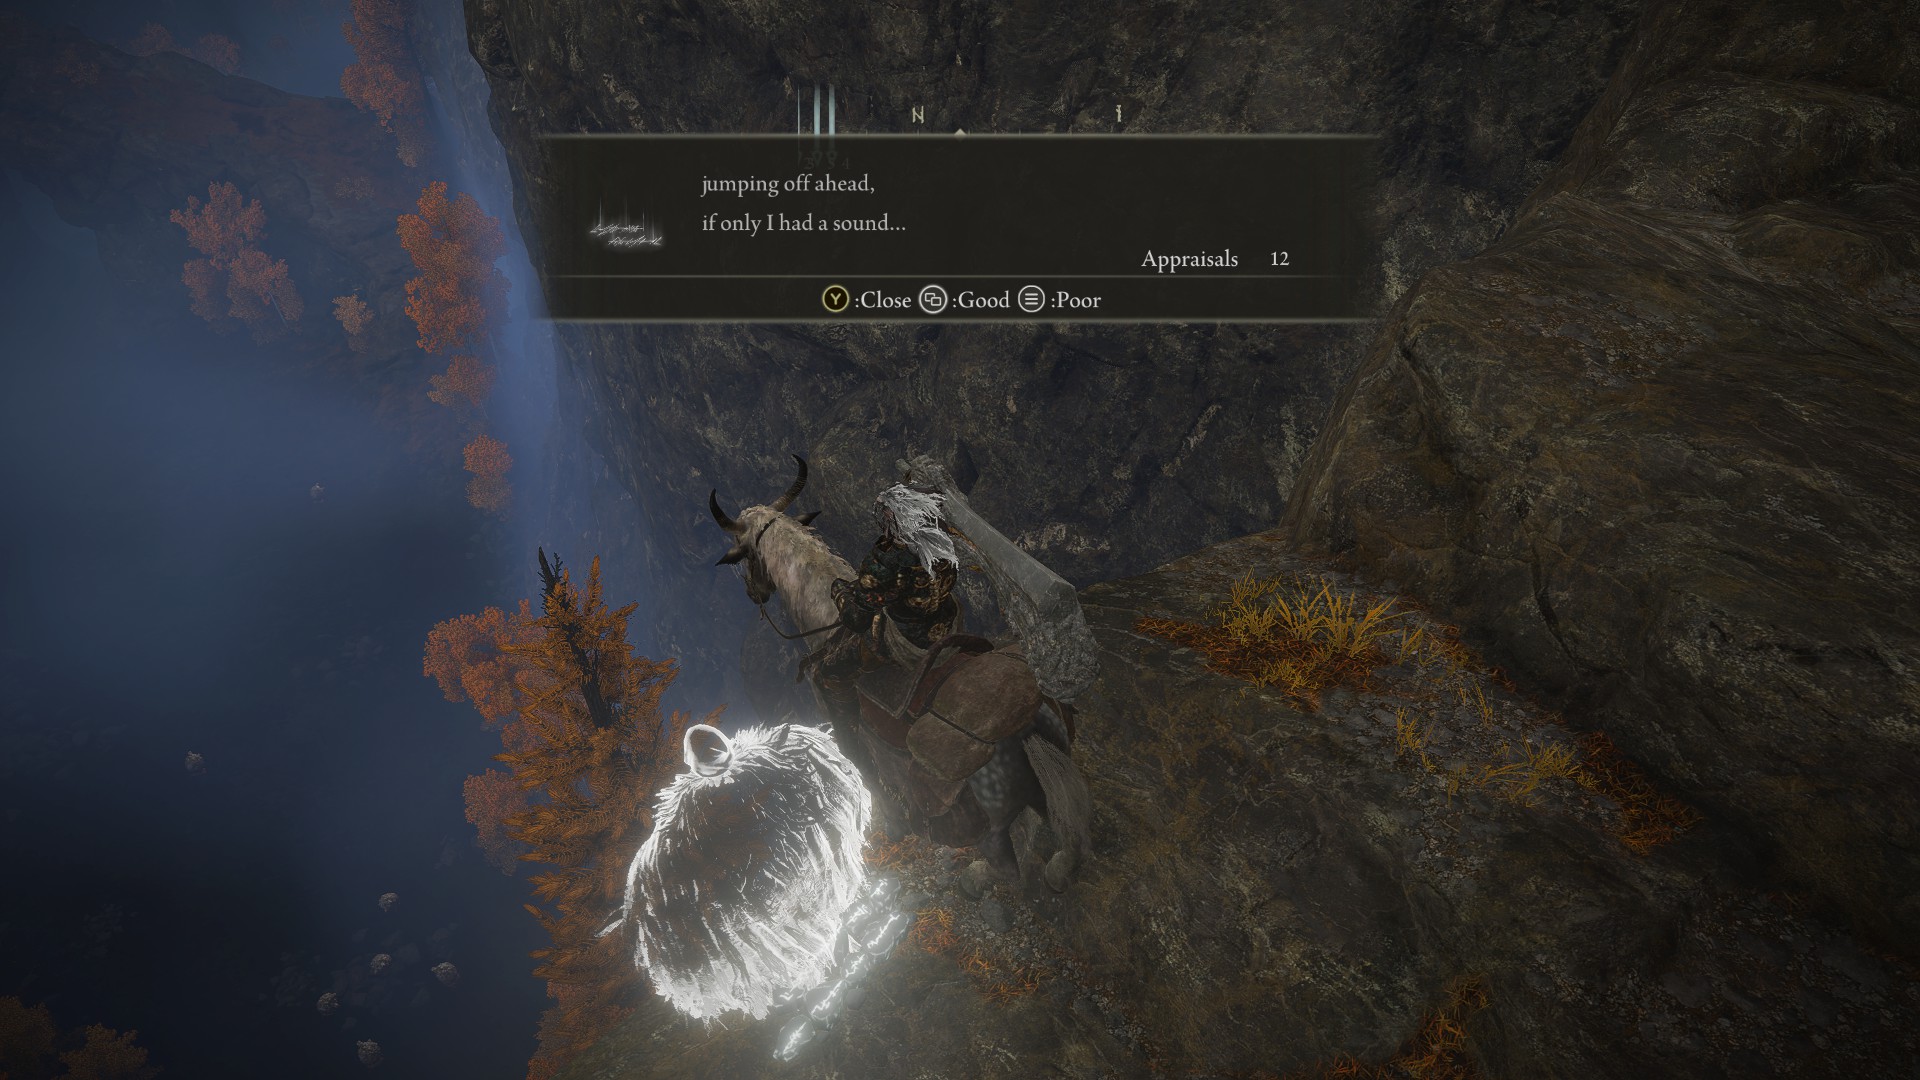 N
jumping off ahead,
if only I had a sound...
Appraisals 12
Y :Close :Good :Poor